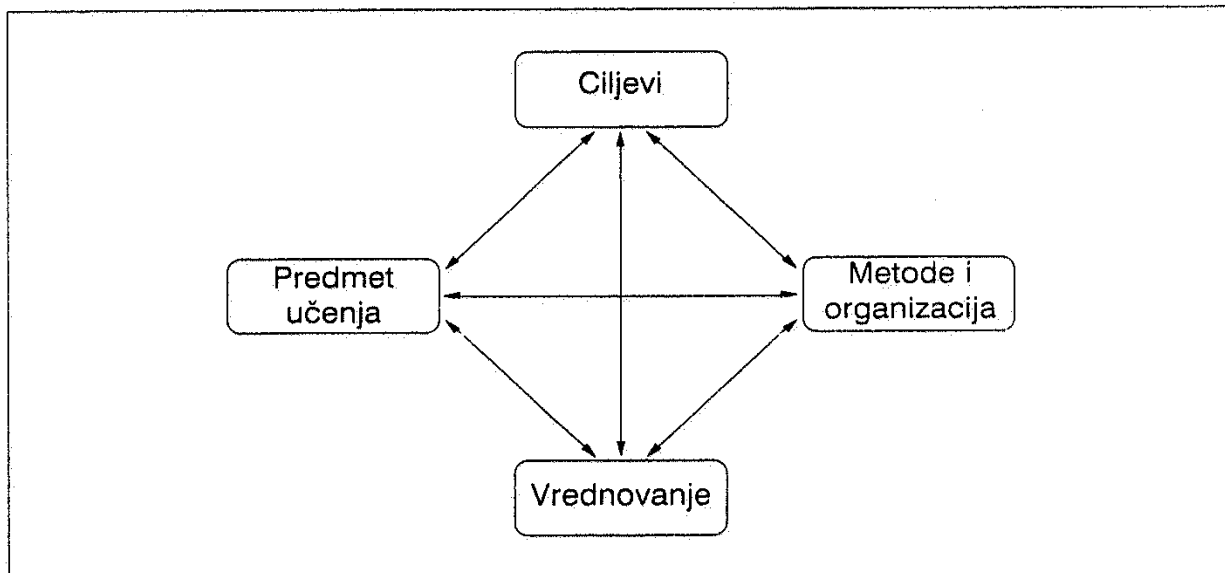 Ciljevi
Predmet
učenja
Metode i
organizacija
Vrednovanje